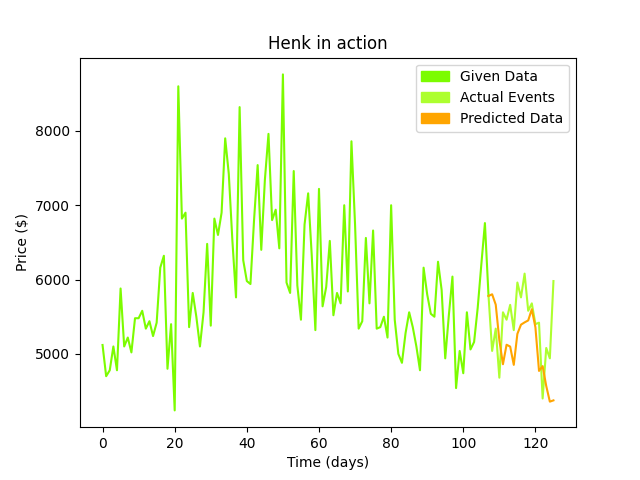 Henk in action
Given Data
Actual Events
Predicted Data
Price ($)
8000
7000
6000
5000
0 20 40 60 80 100 120
Time (days)